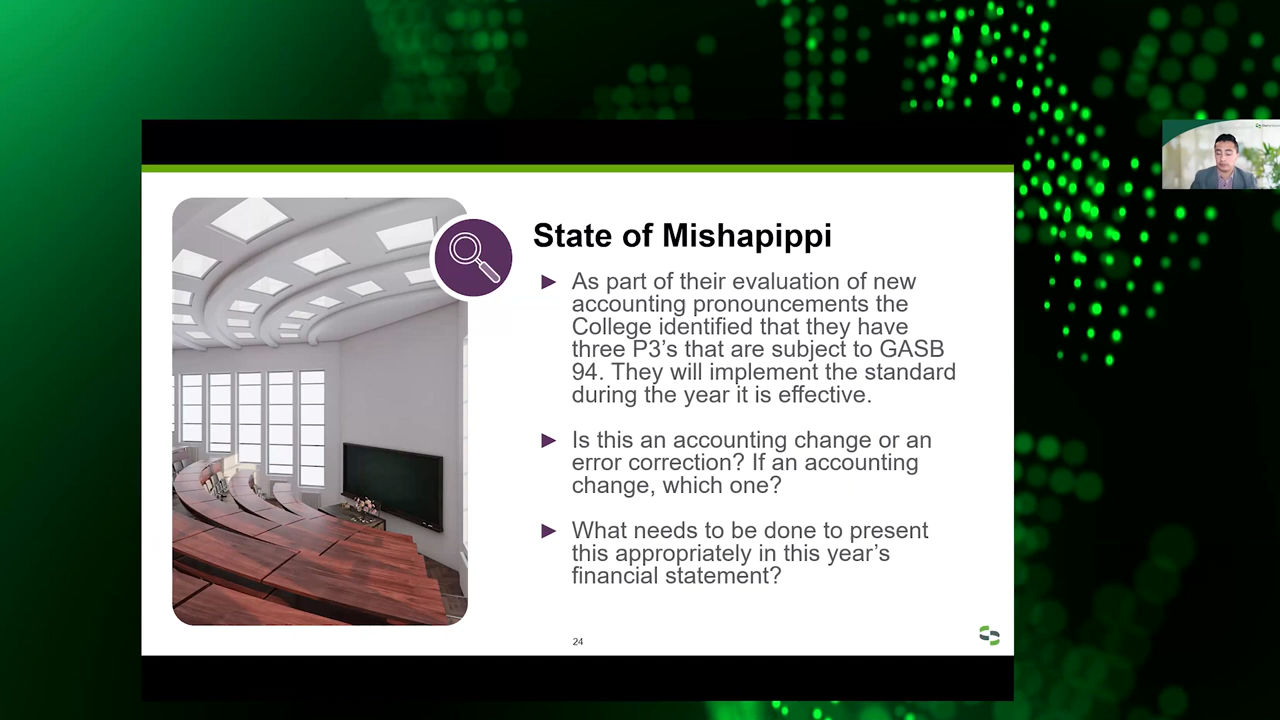 State of Mishapippi
► As part of their evaluation of new
accounting pronouncements the
College identified that they have
three P3’s that are subject to GASB
94. They will implement the standard
during the year it is effective.
► Is this an accounting change or an
error correction? If an accounting
change, which one?
► What needs to be done to present
this appropriately in this year’s
financial statement?
24